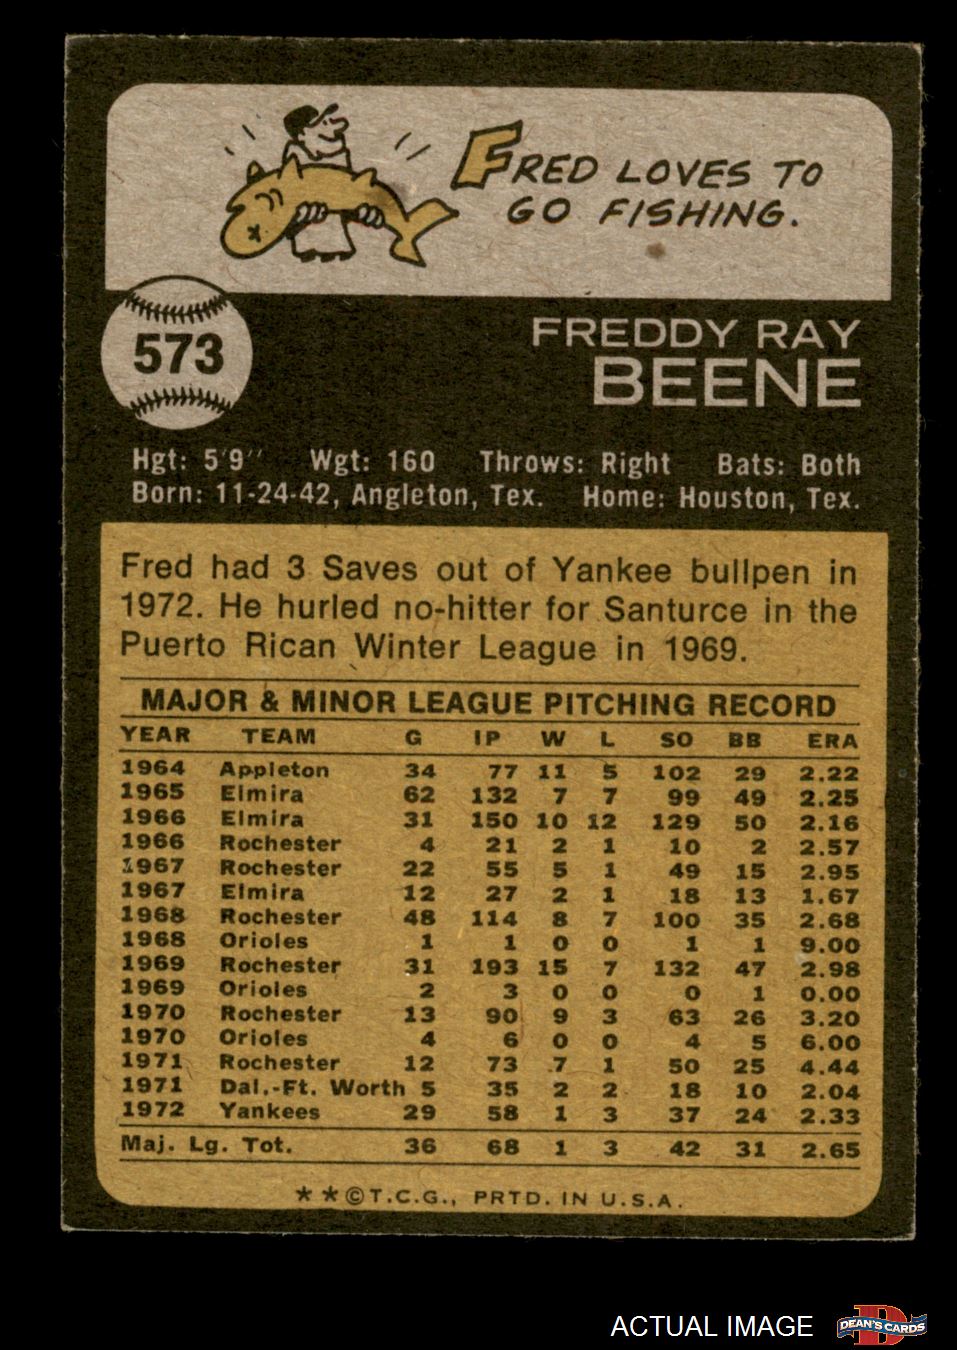 FRED LOVES TO
GO FISHING.
573
FREDDY RAY
BEENE
Hgt: 5'9" Wgt: 160 Throws: Right Bats: Both
Born: 11-24-42, Angleton, Tex. Home: Houston, Tex.
Fred had 3 Saves out of Yankee bullpen in
1972. He hurled no-hitter for Santurce in the
Puerto Rican Winter League in 1969.
MAJOR & MINOR LEAGUE PITCHING RECORD
YEAR TEAM G IP W L SO BB ERA
1964 Appleton 34 77 11 5 102 29 2.22
1965 Elmira 62 132 7 7 99 49 2.25
1966 Elmira 31 150 10 12 129 50 2.16
1966 Rochester 4 21 2 1 10 2 2.57
1967 Rochester 22 55 5 1 49 15 2.95
1967 Elmira 12 27 2 1 18 13 1.67
1968 Rochester 48 114 8 7 100 35 2.68
1968 Orioles 1 1 0 0 1 1 9.00
1969 Rochester 31 193 15 7 132 47 2.98
1969 Orioles 2 3 0 0 0 1 0.00
1970 Rochester 13 90 9 3 63 26 3.20
1970 Orioles 4 6 0 0 4 5 6.00
1971 Rochester 12 73 7 1 50 25 4.44
1971 Dal.-Ft. Worth 5 35 2 2 18 10 2.04
1972 Yankees 29 58 1 3 37 24 2.33
Maj. Lg. Tot. 36 68 1 3 42 31 2.65
**©T.C.G., PRTD. IN U.S.A.
ACTUAL IMAGE
D
DEAN'S CARDS